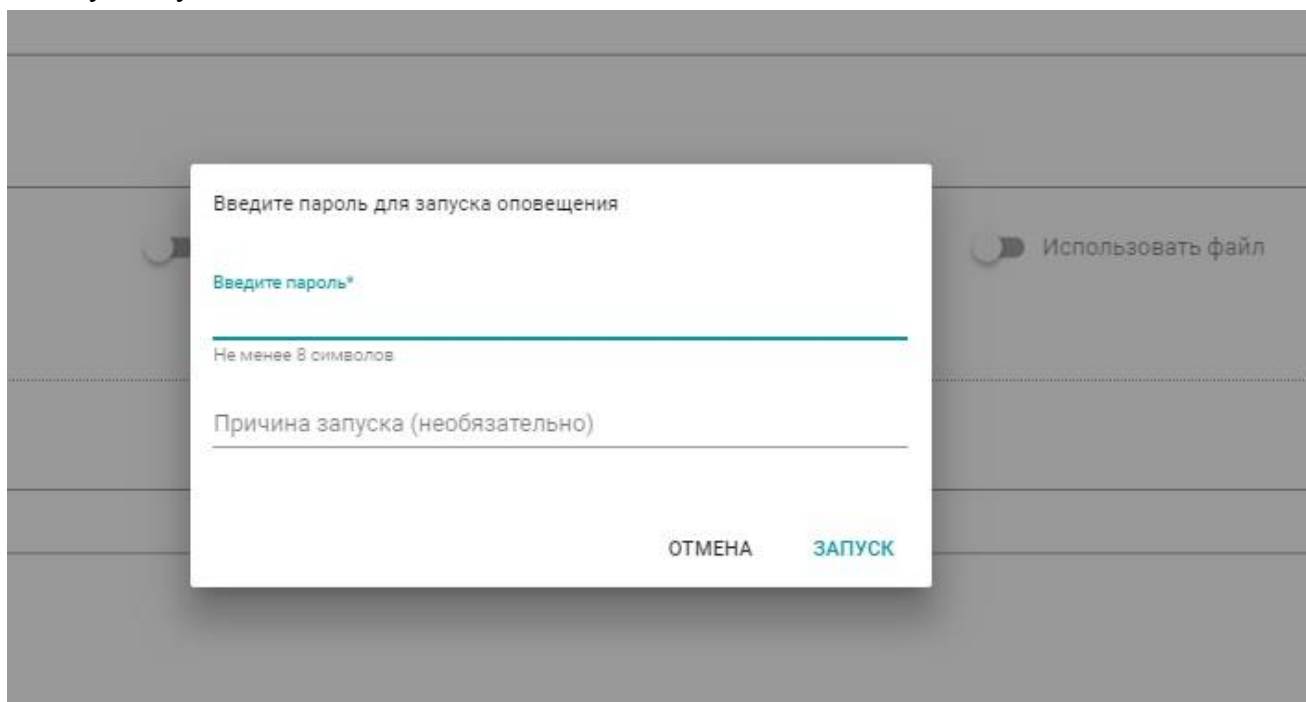 Введите пароль для запуска оповещения
Использовать файл
Введите пароль*
Не менее 8 символов
Причина запуска (необязательно)
ОТМЕНА ЗАПУСК